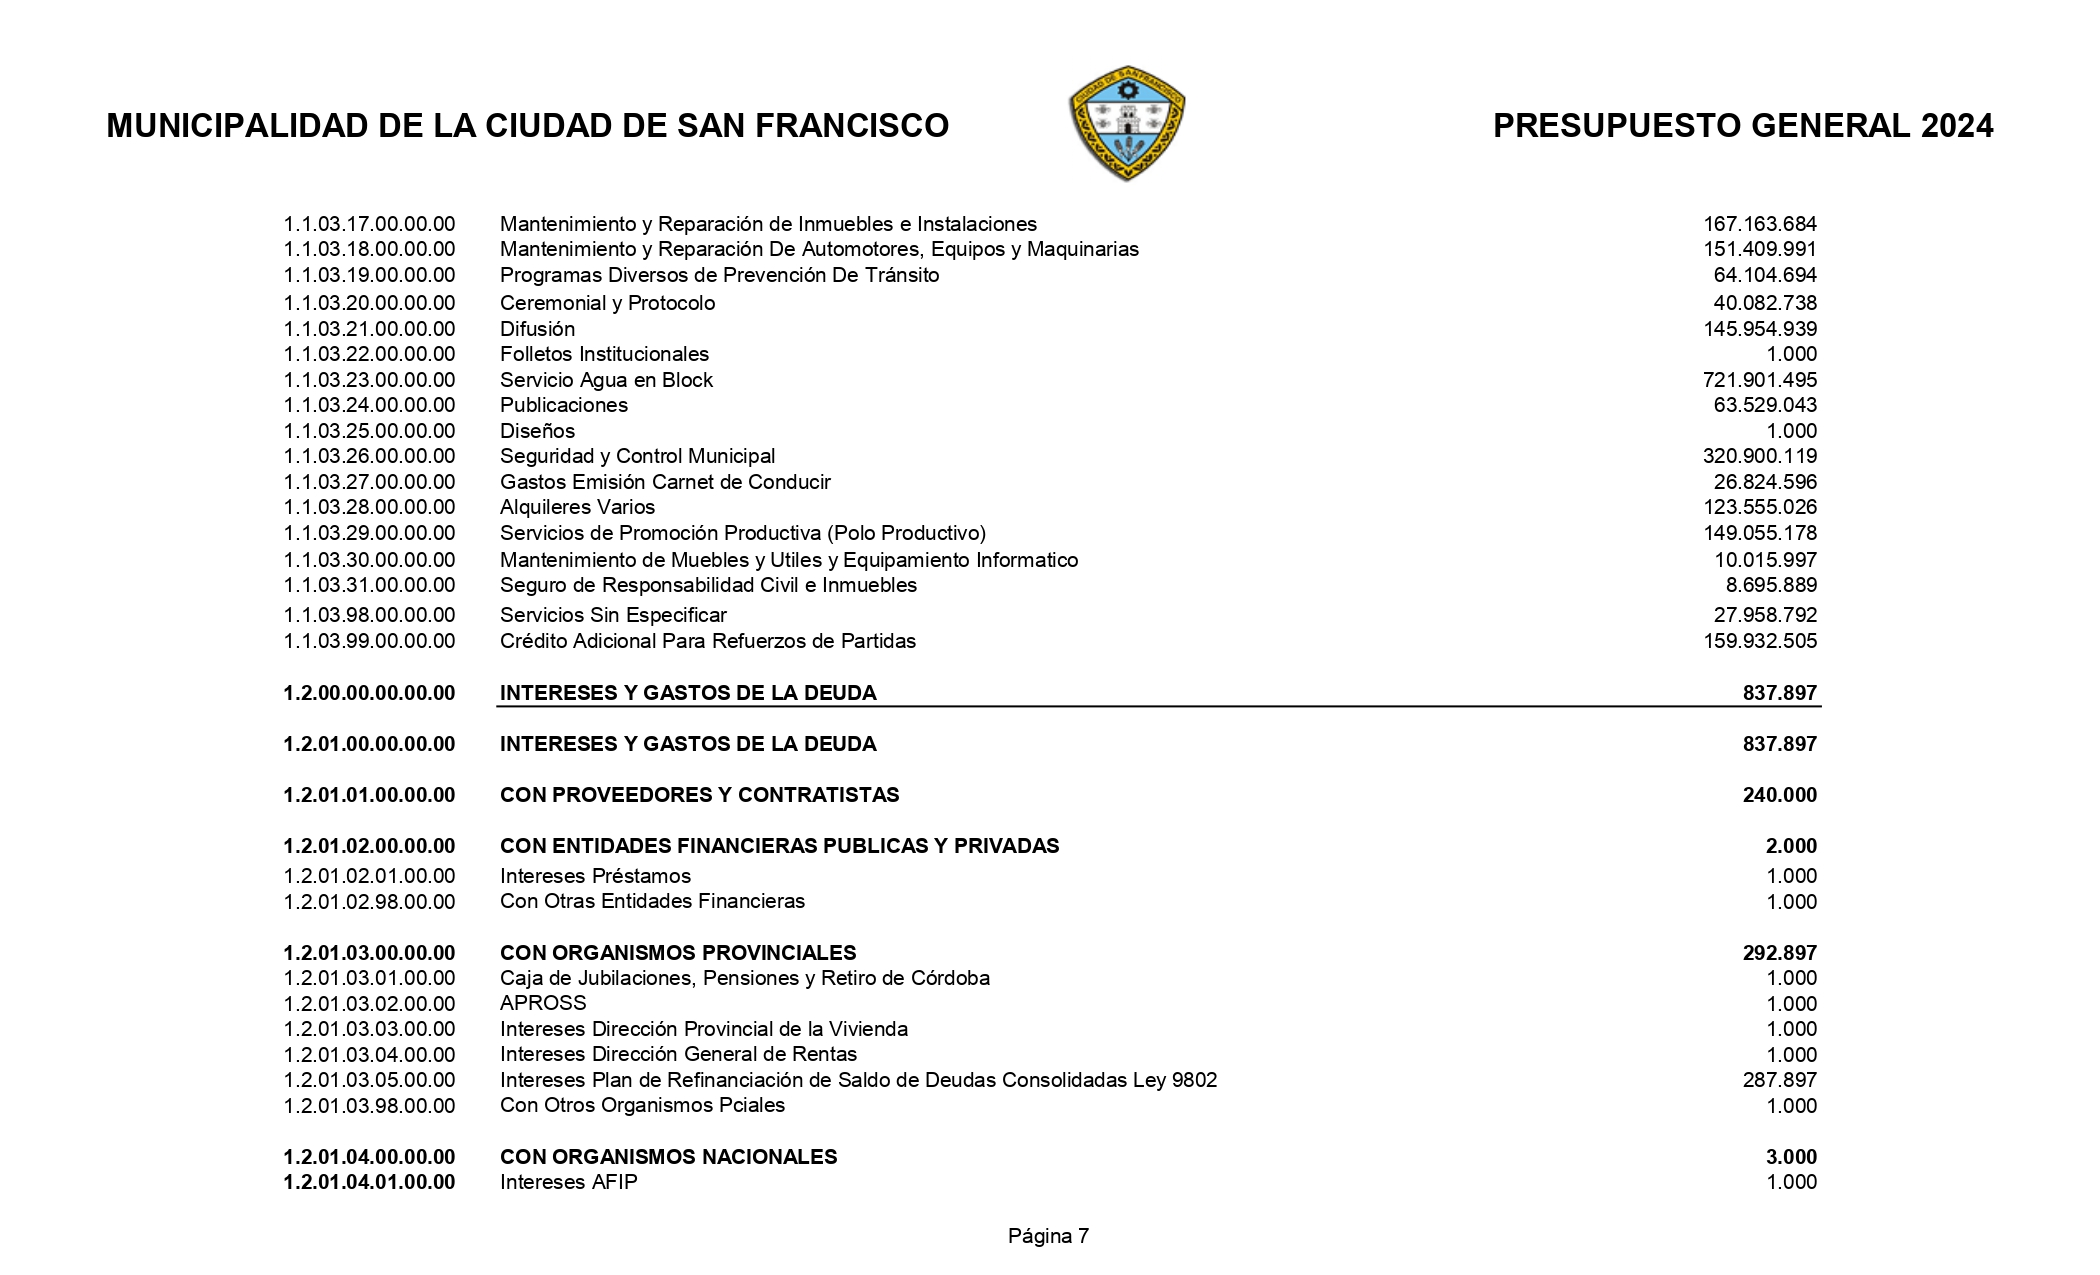 CIUDAD DE SAN FRANCISCO
MUNICIPALIDAD DE LA CIUDAD DE SAN FRANCISCO PRESUPUESTO GENERAL 2024
1.1.03.17.00.00.00 Mantenimiento y Reparación de Inmuebles e Instalaciones 167.163.684
1.1.03.18.00.00.00 Mantenimiento y Reparación De Automotores, Equipos y Maquinarias 151.409.991
1.1.03.19.00.00.00 Programas Diversos de Prevención De Tránsito 64.104.694
1.1.03.20.00.00.00 Ceremonial y Protocolo 40.082.738
1.1.03.21.00.00.00 Difusión 145.954.939
1.1.03.22.00.00.00 Folletos Institucionales 1.000
1.1.03.23.00.00.00 Servicio Agua en Block 721.901.495
1.1.03.24.00.00.00 Publicaciones 63.529.043
1.1.03.25.00.00.00 Diseños 1.000
1.1.03.26.00.00.00 Seguridad y Control Municipal 320.900.119
1.1.03.27.00.00.00 Gastos Emisión Carnet de Conducir 26.824.596
1.1.03.28.00.00.00 Alquileres Varios 123.555.026
1.1.03.29.00.00.00 Servicios de Promoción Productiva (Polo Productivo) 149.055.178
1.1.03.30.00.00.00 Mantenimiento de Muebles y Utiles y Equipamiento Informatico 10.015.997
1.1.03.31.00.00.00 Seguro de Responsabilidad Civil e Inmuebles 8.695.889
1.1.03.98.00.00.00 Servicios Sin Especificar 27.958.792
1.1.03.99.00.00.00 Crédito Adicional Para Refuerzos de Partidas 159.932.505
1.2.00.00.00.00.00 INTERESES Y GASTOS DE LA DEUDA 837.897
1.2.01.00.00.00.00 INTERESES Y GASTOS DE LA DEUDA 837.897
1.2.01.01.00.00.00 CON PROVEEDORES Y CONTRATISTAS 240.000
1.2.01.02.00.00.00 CON ENTIDADES FINANCIERAS PUBLICAS Y PRIVADAS 2.000
1.2.01.02.01.00.00 Intereses Préstamos 1.000
1.2.01.02.98.00.00 Con Otras Entidades Financieras 1.000
1.2.01.03.00.00.00 CON ORGANISMOS PROVINCIALES 292.897
1.2.01.03.01.00.00 Caja de Jubilaciones, Pensiones y Retiro de Córdoba 1.000
1.2.01.03.02.00.00 APROSS 1.000
1.2.01.03.03.00.00 Intereses Dirección Provincial de la Vivienda 1.000
1.2.01.03.04.00.00 Intereses Dirección General de Rentas 1.000
1.2.01.03.05.00.00 Intereses Plan de Refinanciación de Saldo de Deudas Consolidadas Ley 9802 287.897
1.2.01.03.98.00.00 Con Otros Organismos Pciales 1.000
1.2.01.04.00.00.00 CON ORGANISMOS NACIONALES 3.000
1.2.01.04.01.00.00 Intereses AFIP 1.000
Página 7